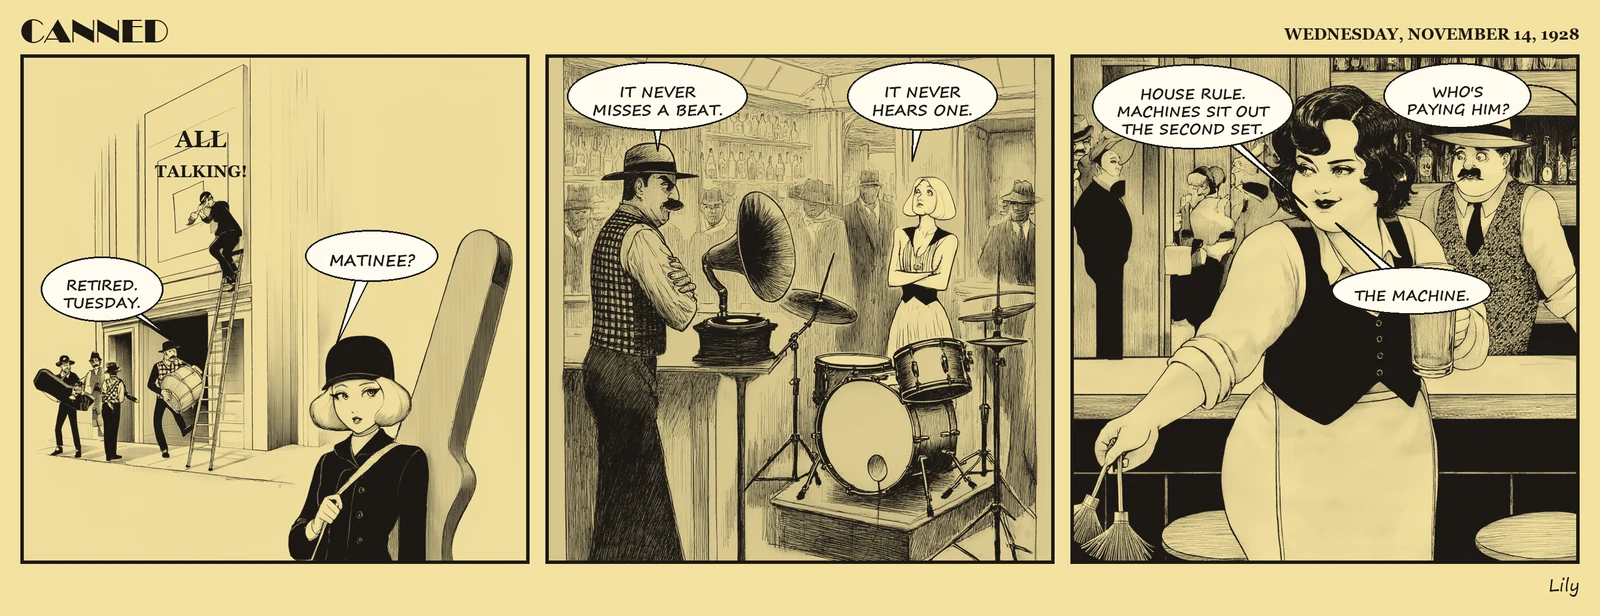 CANNED
WEDNESDAY, NOVEMBER 14, 1928
ALL
TALKING!
MATINEE?
RETIRED.
TUESDAY.
IT NEVER
MISSES A BEAT.
IT NEVER
HEARS ONE.
HOUSE RULE.
MACHINES SIT OUT
THE SECOND SET.
WHO'S
PAYING HIM?
THE MACHINE.
Lily